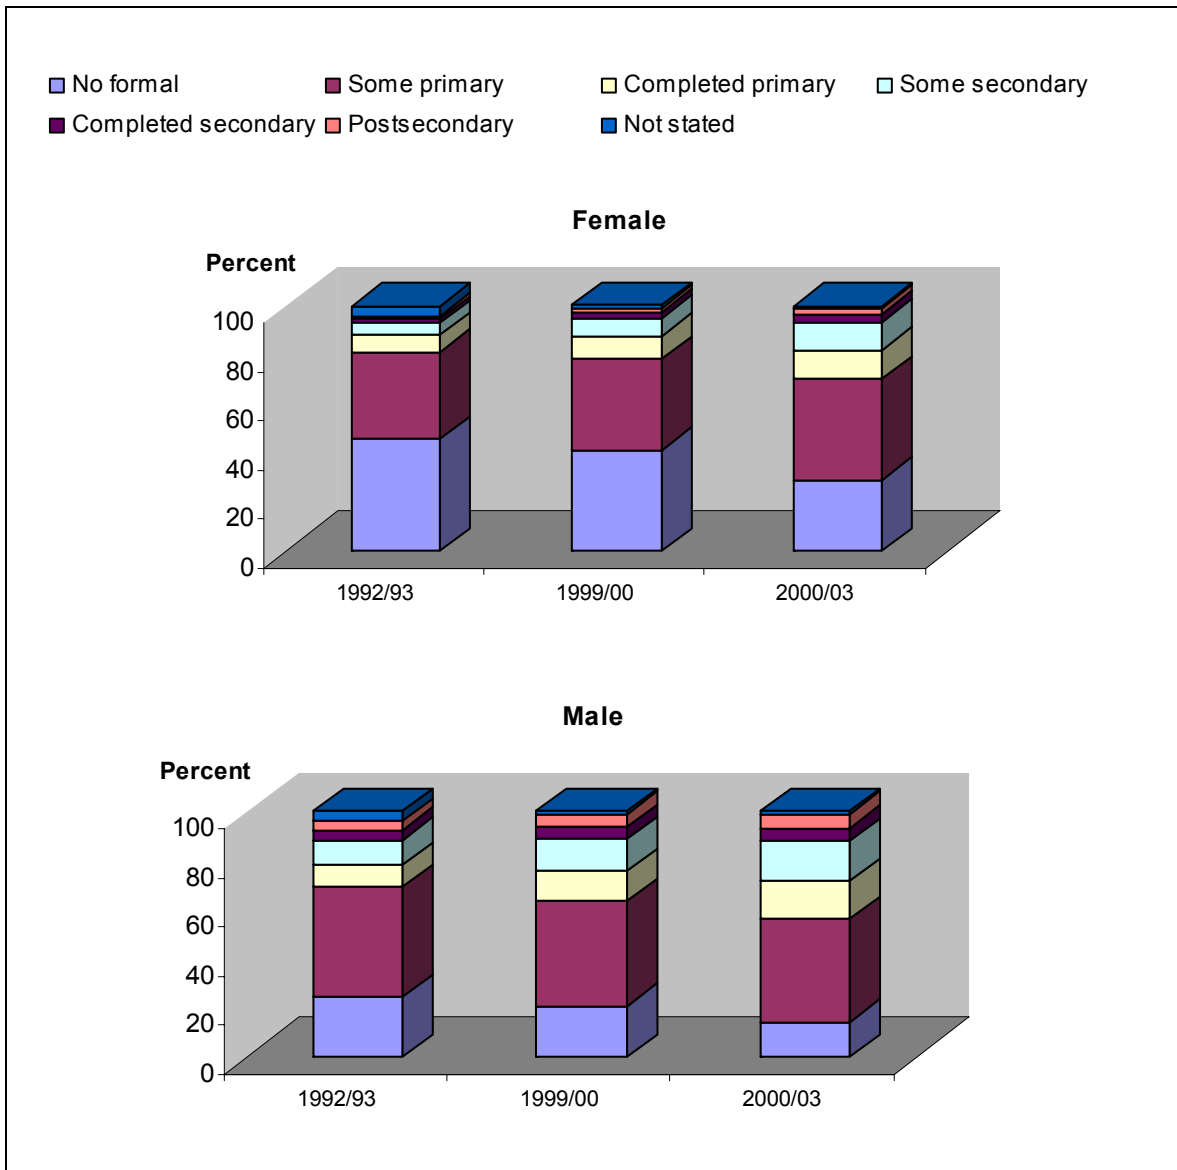 No formal Some primary Completed primary Some secondary
Completed secondary Postsecondary Not stated
Female
Percent
100
80
60
40
20
0
1992/93 1999/00 2000/03
Male
Percent
100
80
60
40
20
0
1992/93 1999/00 2000/03